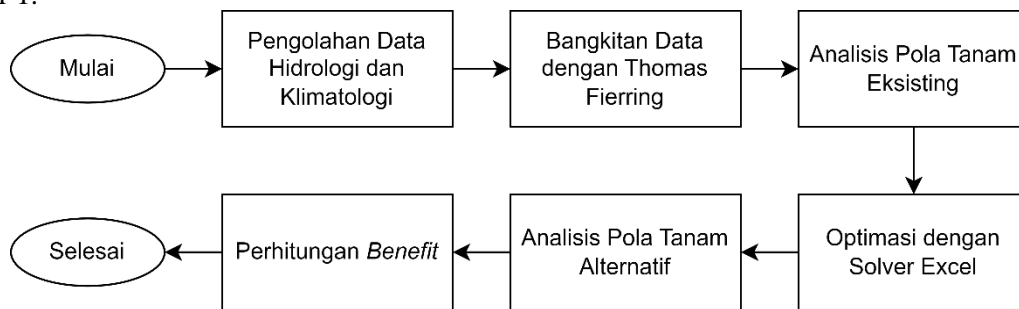 Mulai
Pengolahan Data
Hidrologi dan
Klimatologi
Bangkitan Data
dengan Thomas
Fierring
Analisis Pola Tanam
Eksisting
Optimasi dengan
Solver Excel
Analisis Pola Tanam
Alternatif
Perhitungan Benefit
Selesai